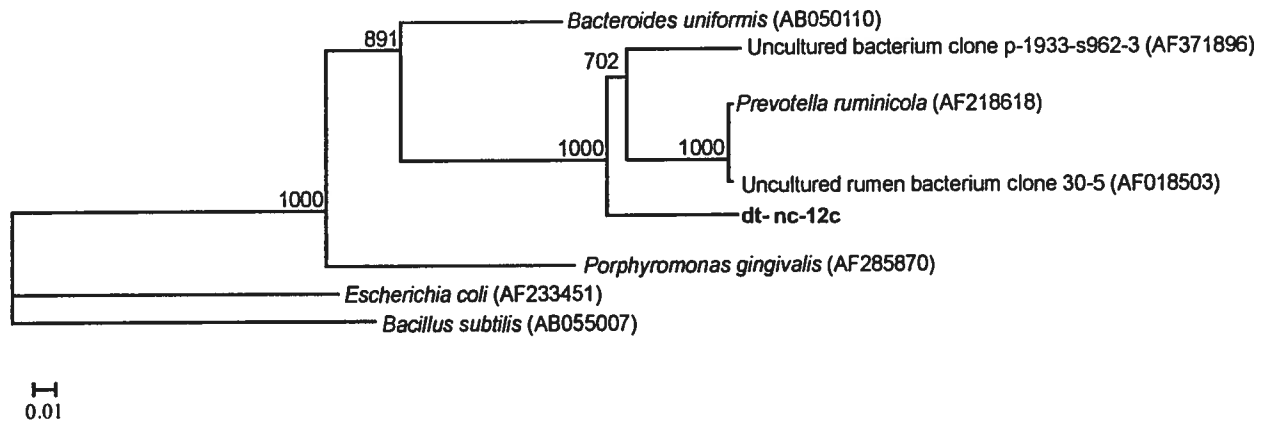 Bacteroides uniformis (AB050110)
891
Uncultured bacterium clone p-1933-s962-3 (AF371896)
702
Prevotella ruminicola (AF218618)
1000
1000
Uncultured rumen bacterium clone 30-5 (AF018503)
1000
dt- nc-12c
Porphyromonas gingivalis (AF285870)
Escherichia coli (AF233451)
Bacillus subtilis (AB055007)
0.01